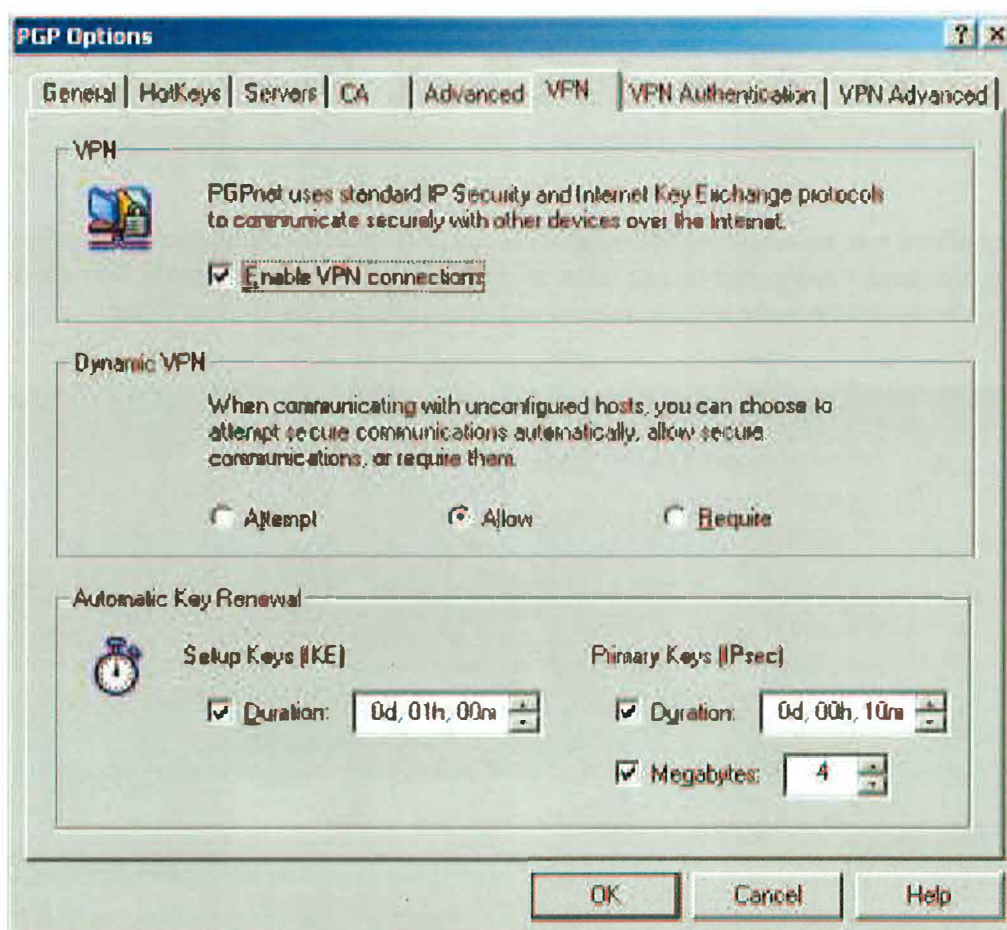 PGP Options
General HotKeys Servers CA Advanced VPN VPN Authentication VPN Advanced
VPN
PGPnet uses standard IP Security and Internet Key Exchange protocols
to communicate securely with other devices over the Internet.
Enable VPN connections
Dynamic VPN
When communicating with unconfigured hosts, you can choose to
attempt secure communications automatically, allow secure
communications, or require them.
Attempt Allow Require
Automatic Key Renewal
Setup Keys (IKE) Primary Keys (IPsec)
Duration: 0d, 01h, 00m Duration: 0d, 00h, 10m
Megabytes: 4
OK Cancel Help